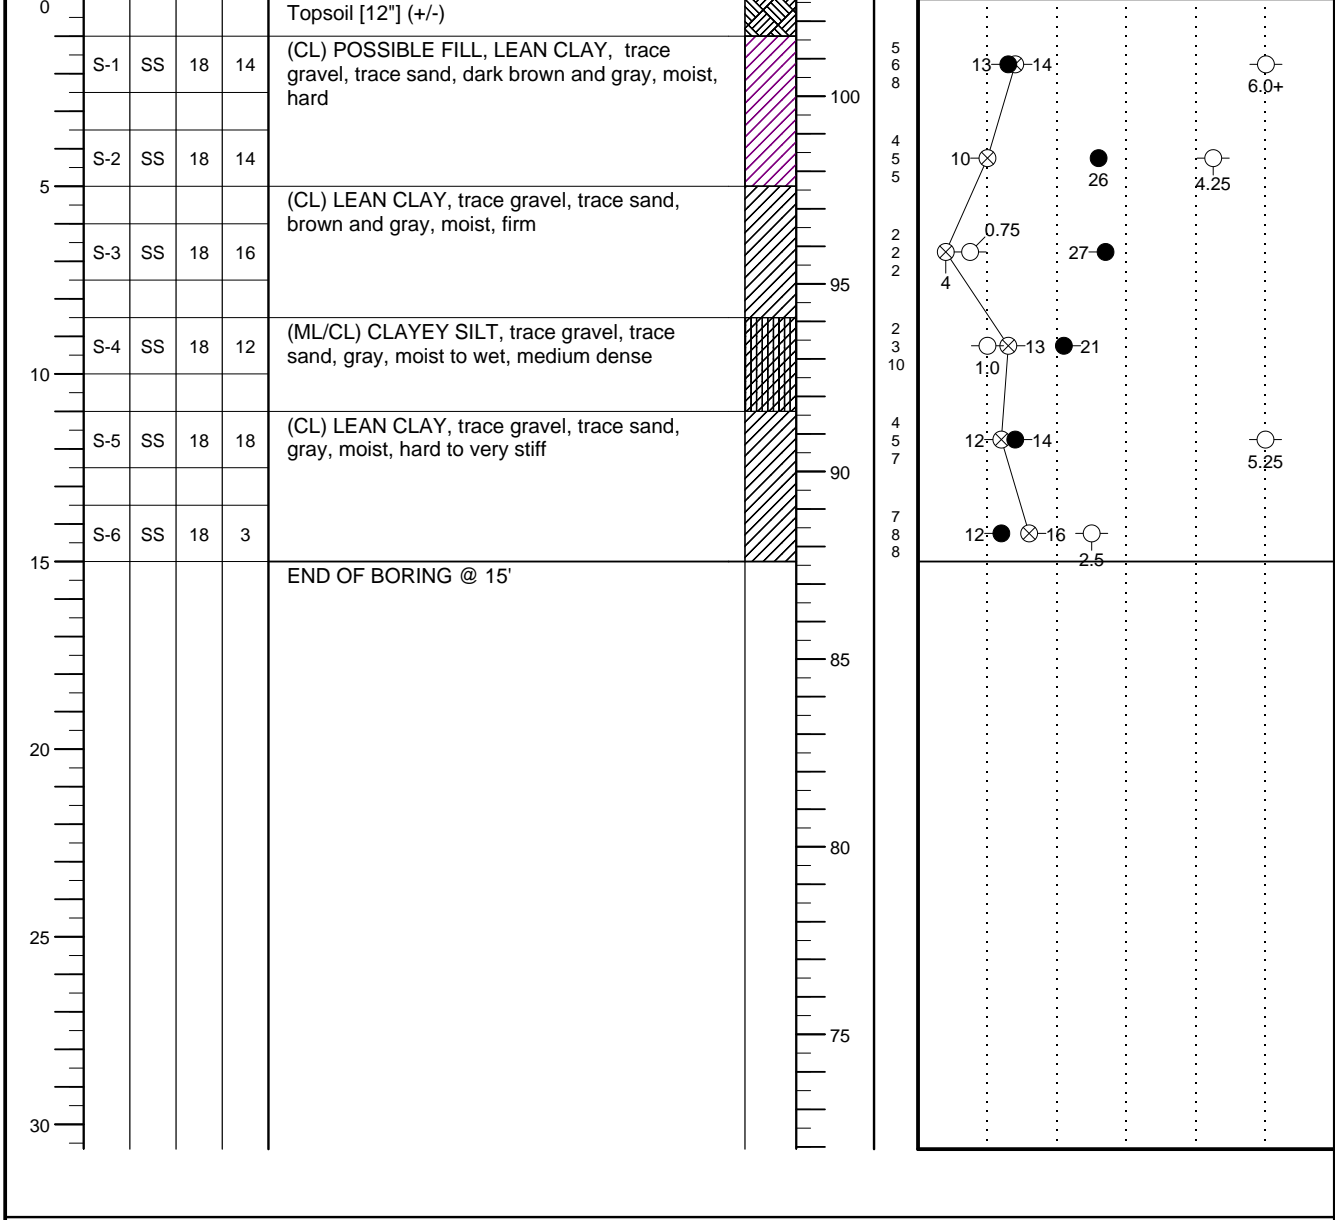 0
Topsoil [12"] (+/-)
(CL) POSSIBLE FILL, LEAN CLAY, trace
gravel, trace sand, dark brown and gray, moist,
hard
S-1 SS 18 14
100
5
6
8
13 14
6.0+
S-2 SS 18 14
4
5
5
10
26
4.25
5
(CL) LEAN CLAY, trace gravel, trace sand,
brown and gray, moist, firm
S-3 SS 18 16
95
2
2
2
0.75
27
4
(ML/CL) CLAYEY SILT, trace gravel, trace
sand, gray, moist to wet, medium dense
S-4 SS 18 12
2
3
10
13 21
1.0
10
(CL) LEAN CLAY, trace gravel, trace sand,
gray, moist, hard to very stiff
S-5 SS 18 18
90
4
5
7
12 14
5.25
S-6 SS 18 3
7
8
8
12 16
2.5
15
END OF BORING @ 15'
85
20
80
25
75
30